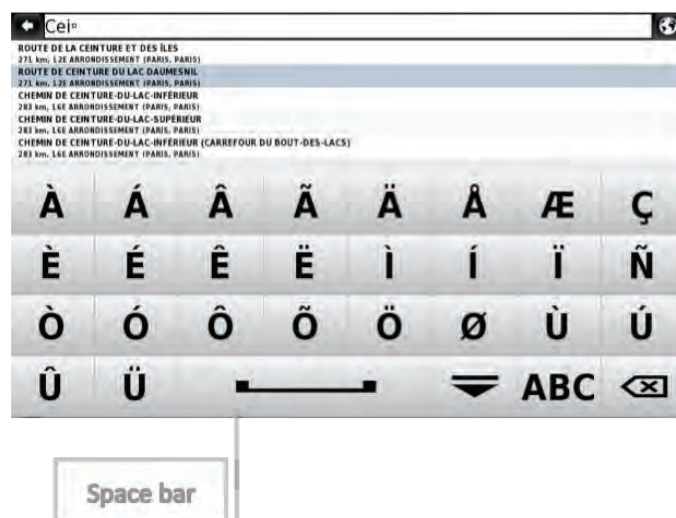 Cei
ROUTE DE LA CEINTURE ET DES ÎLES
271 km, 12E ARRONDISSEMENT (PARIS, PARIS)
ROUTE DE CEINTURE DU LAC DAUMESNIL
271 km, 12E ARRONDISSEMENT (PARIS, PARIS)
CHEMIN DE CEINTURE-DU-LAC-INFÉRIEUR
283 km, 16E ARRONDISSEMENT (PARIS, PARIS)
CHEMIN DE CEINTURE-DU-LAC-SUPÉRIEUR
283 km, 16E ARRONDISSEMENT (PARIS, PARIS)
CHEMIN DE CEINTURE-DU-LAC-INFÉRIEUR (CARREFOUR DU BOUT-DES-LACS)
283 km, 16E ARRONDISSEMENT (PARIS, PARIS)
À Á Â Ã Ä Å Æ Ç
È É Ê Ë Ì Í Ï Ñ
Ò Ó Ô Õ Ö Ø Ù Ú
Û Ü ABC
Space bar